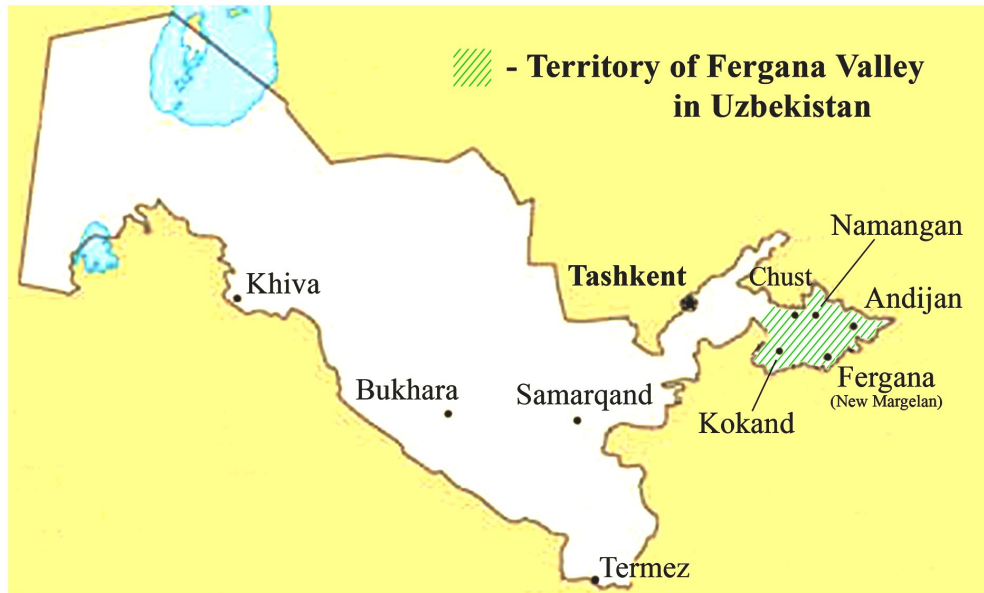 - Territory of Fergana Valley
in Uzbekistan
Namangan
Tashkent
Chust
Andijan
Khiva
Fergana
(New Margelan)
Bukhara
Samarqand
Kokand
Termez